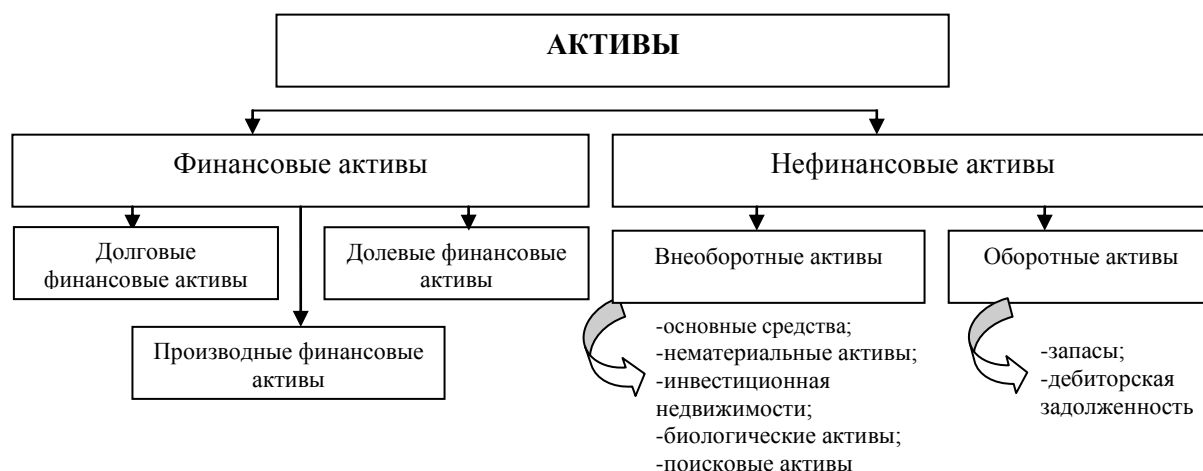 АКТИВЫ
Финансовые активы
Нефинансовые активы
Долговые
финансовые активы
Долевые финансовые
активы
Производные финансовые
активы
Внеоборотные активы
Оборотные активы
-основные средства;
-нематериальные активы;
-инвестиционная
недвижимости;
-биологические активы;
-поисковые активы
-запасы;
-дебиторская
задолженность